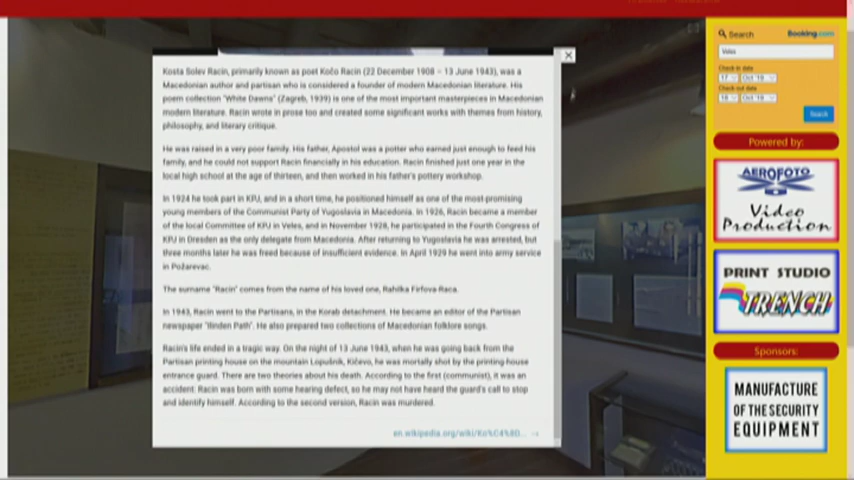 Kosta Solev Racin, primarily known as poet Kočo Racin (22 December 1908 – 13 June 1943), was a
Macedonian author and partisan who is considered a founder of modern Macedonian literature. His
poem collection "White Dawns" (Zagreb, 1939) is one of the most important masterpieces in Macedonian
modern literature. Racin wrote in prose too and created some significant works with themes from history,
philosophy, and literary critique.
He was raised in a very poor family. His father, Apostol was a potter who earned just enough to feed his
family, and he could not support Racin financially in his education. Racin finished just one year in the
local high school at the age of thirteen, and then worked in his father's pottery workshop.
In 1924 he took part in KPJ, and in a short time, he positioned himself as one of the most-promising
young members of the Communist Party of Yugoslavia in Macedonia. In 1926, Racin became a member
of the local Committee of KPJ in Veles, and in November 1928, he participated in the Fourth Congress of
KPJ in Dresden as the only delegate from Macedonia. After returning to Yugoslavia he was arrested, but
three months later he was freed because of insufficient evidence. In April 1929 he went into army service
in Požarevac.
The surname "Racin" comes from the name of his loved one, Rahilka Firfova-Raca.
In 1943, Racin went to the Partisans, in the Korab detachment. He became an editor of the Partisan
newspaper "Ilinden Path". He also prepared two collections of Macedonian folklore songs.
Racin's life ended in a tragic way. On the night of 13 June 1943, when he was going back from the
Partisan printing house on the mountain Lopušnik, Kičevo, he was mortally shot by the printing-house
entrance guard. There are two theories about his death. According to the first (communist), it was an
accident: Racin was born with some hearing defect, so he may not have heard the guard's call to stop
and identify himself. According to the second version, Racin was murdered.
en.wikipedia.org/wiki/Ko%C4%8D... →
Search
Booking.com
Veles
Check-in date
17 Oct '19
Check-out date
18 Oct '19
Search
Powered by:
AEROFOTO
Video
Production
PRINT STUDIO
TRENCH
Sponsors:
MANUFACTURE
OF THE SECURITY
EQUIPMENT